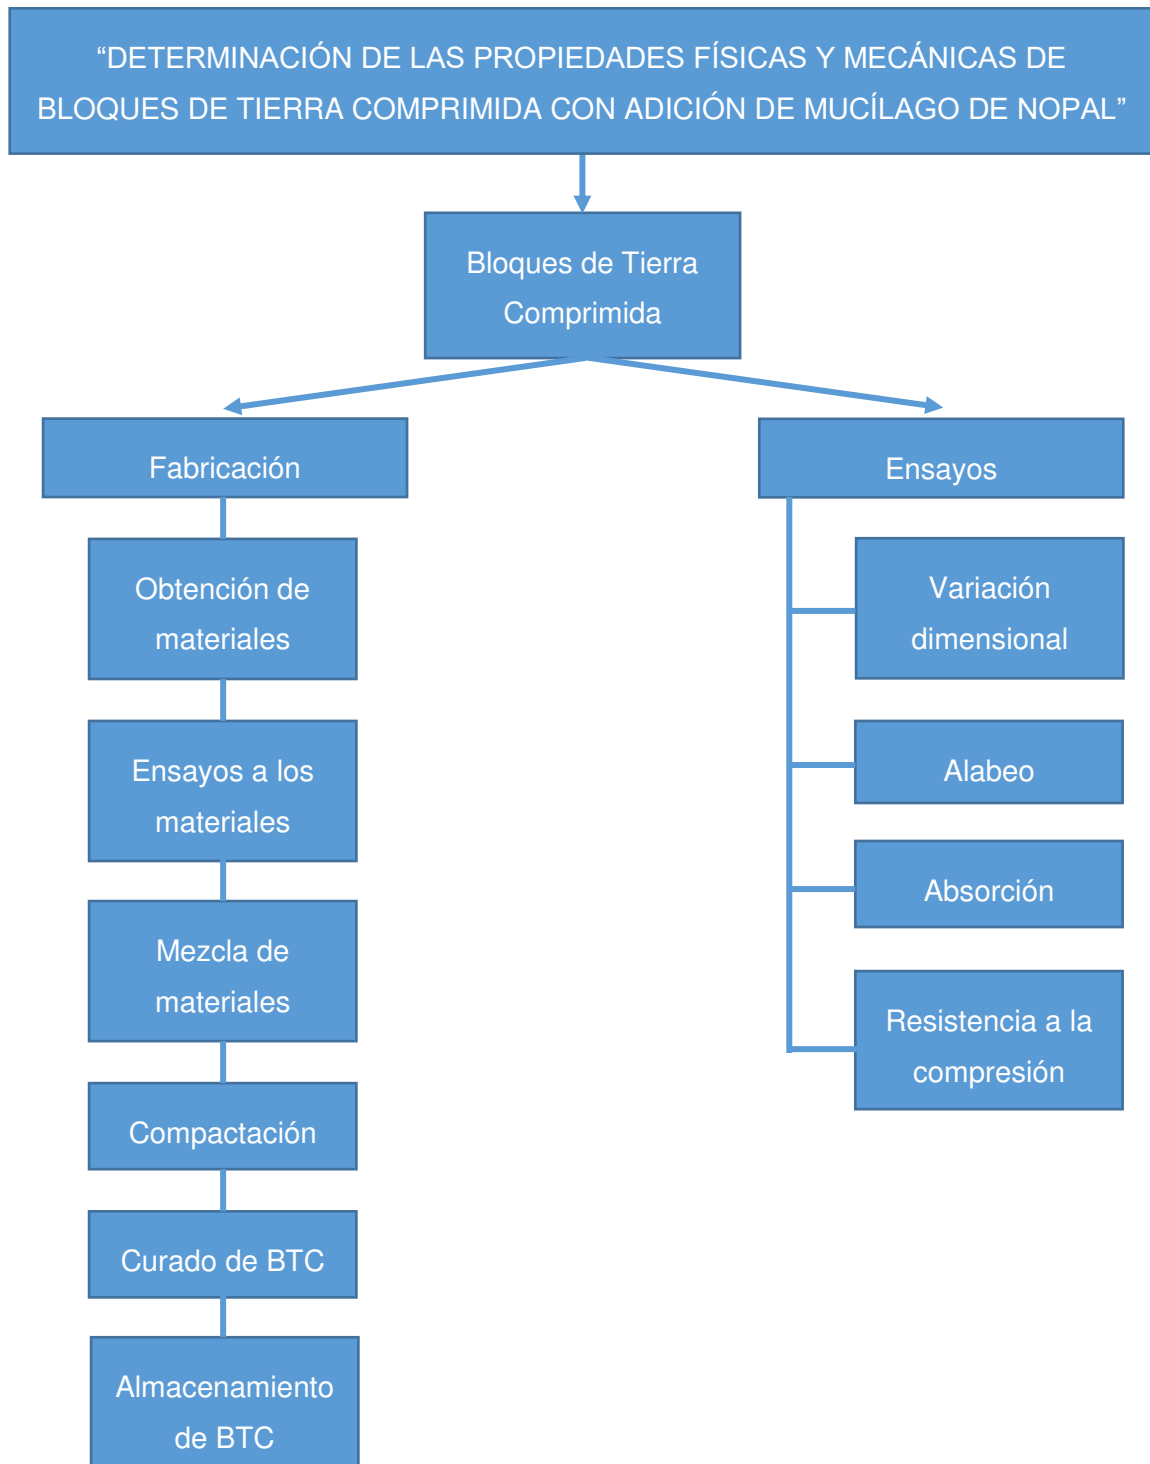 “DETERMINACIÓN DE LAS PROPIEDADES FÍSICAS Y MECÁNICAS DE
BLOQUES DE TIERRA COMPRIMIDA CON ADICIÓN DE MUCÍLAGO DE NOPAL”
Bloques de Tierra
Comprimida
Fabricación
Obtención de
materiales
Ensayos a los
materiales
Mezcla de
materiales
Compactación
Curado de BTC
Almacenamiento
de BTC
Ensayos
Variación
dimensional
Alabeo
Absorción
Resistencia a la
compresión